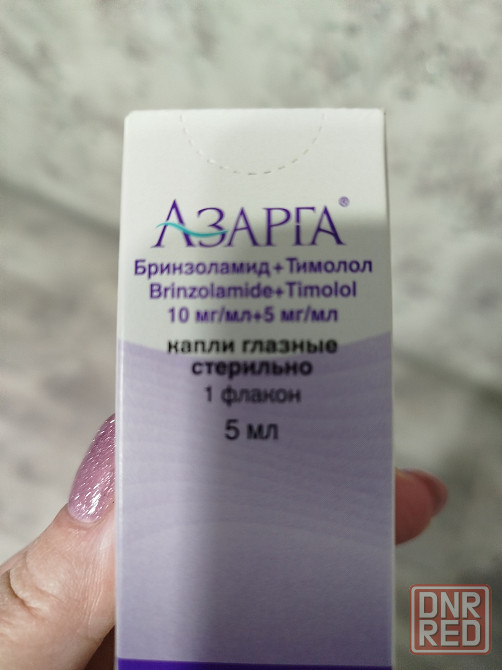 АЗАРГА®
Бринзоламид+Тимолол
Brinzolamide+Timolol
10 мг/мл+5 мг/мл
капли глазные
стерильно
1 флакон
5 мл
DNR
RED